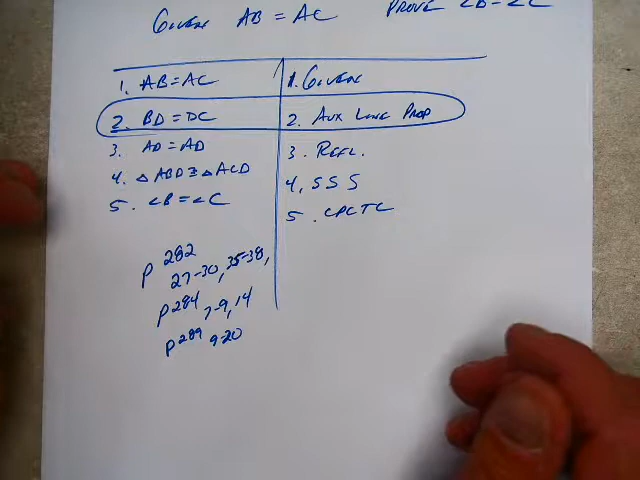 GIVEN AB = AC PROVE ∠B = ∠C
1. AB = AC 1. GIVEN
2. BD = DC 2. AUX LINE PROP
3. AD = AD 3. REFL.
4. △ABD ≅ △ACD 4. SSS
5. ∠B = ∠C 5. CPCTC
p 282
27-30, 35-38,
p 284 7-9, 14
p 289 9-20